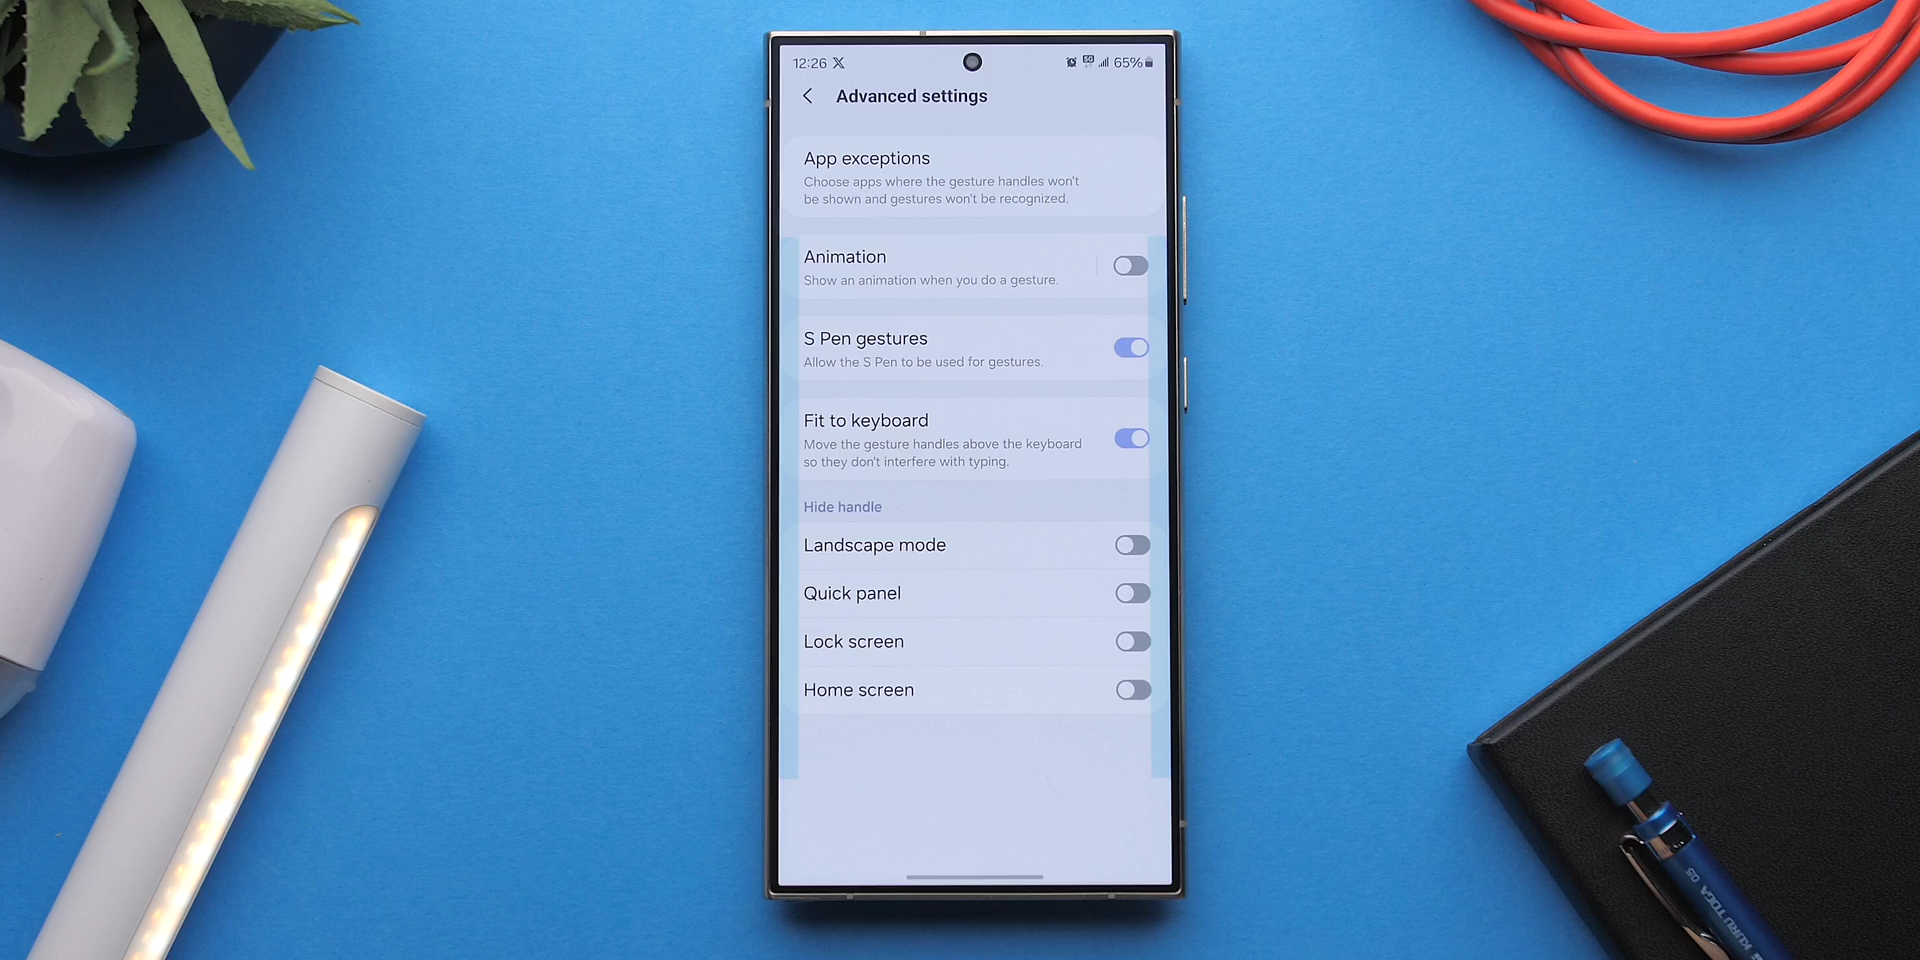 12:26 65%
Advanced settings
App exceptions
Choose apps where the gesture handles won't
be shown and gestures won't be recognized.
Animation
Show an animation when you do a gesture.
S Pen gestures
Allow the S Pen to be used for gestures.
Fit to keyboard
Move the gesture handles above the keyboard
so they don't interfere with typing.
Hide handle
Landscape mode
Quick panel
Lock screen
Home screen
KURU TOGA 05